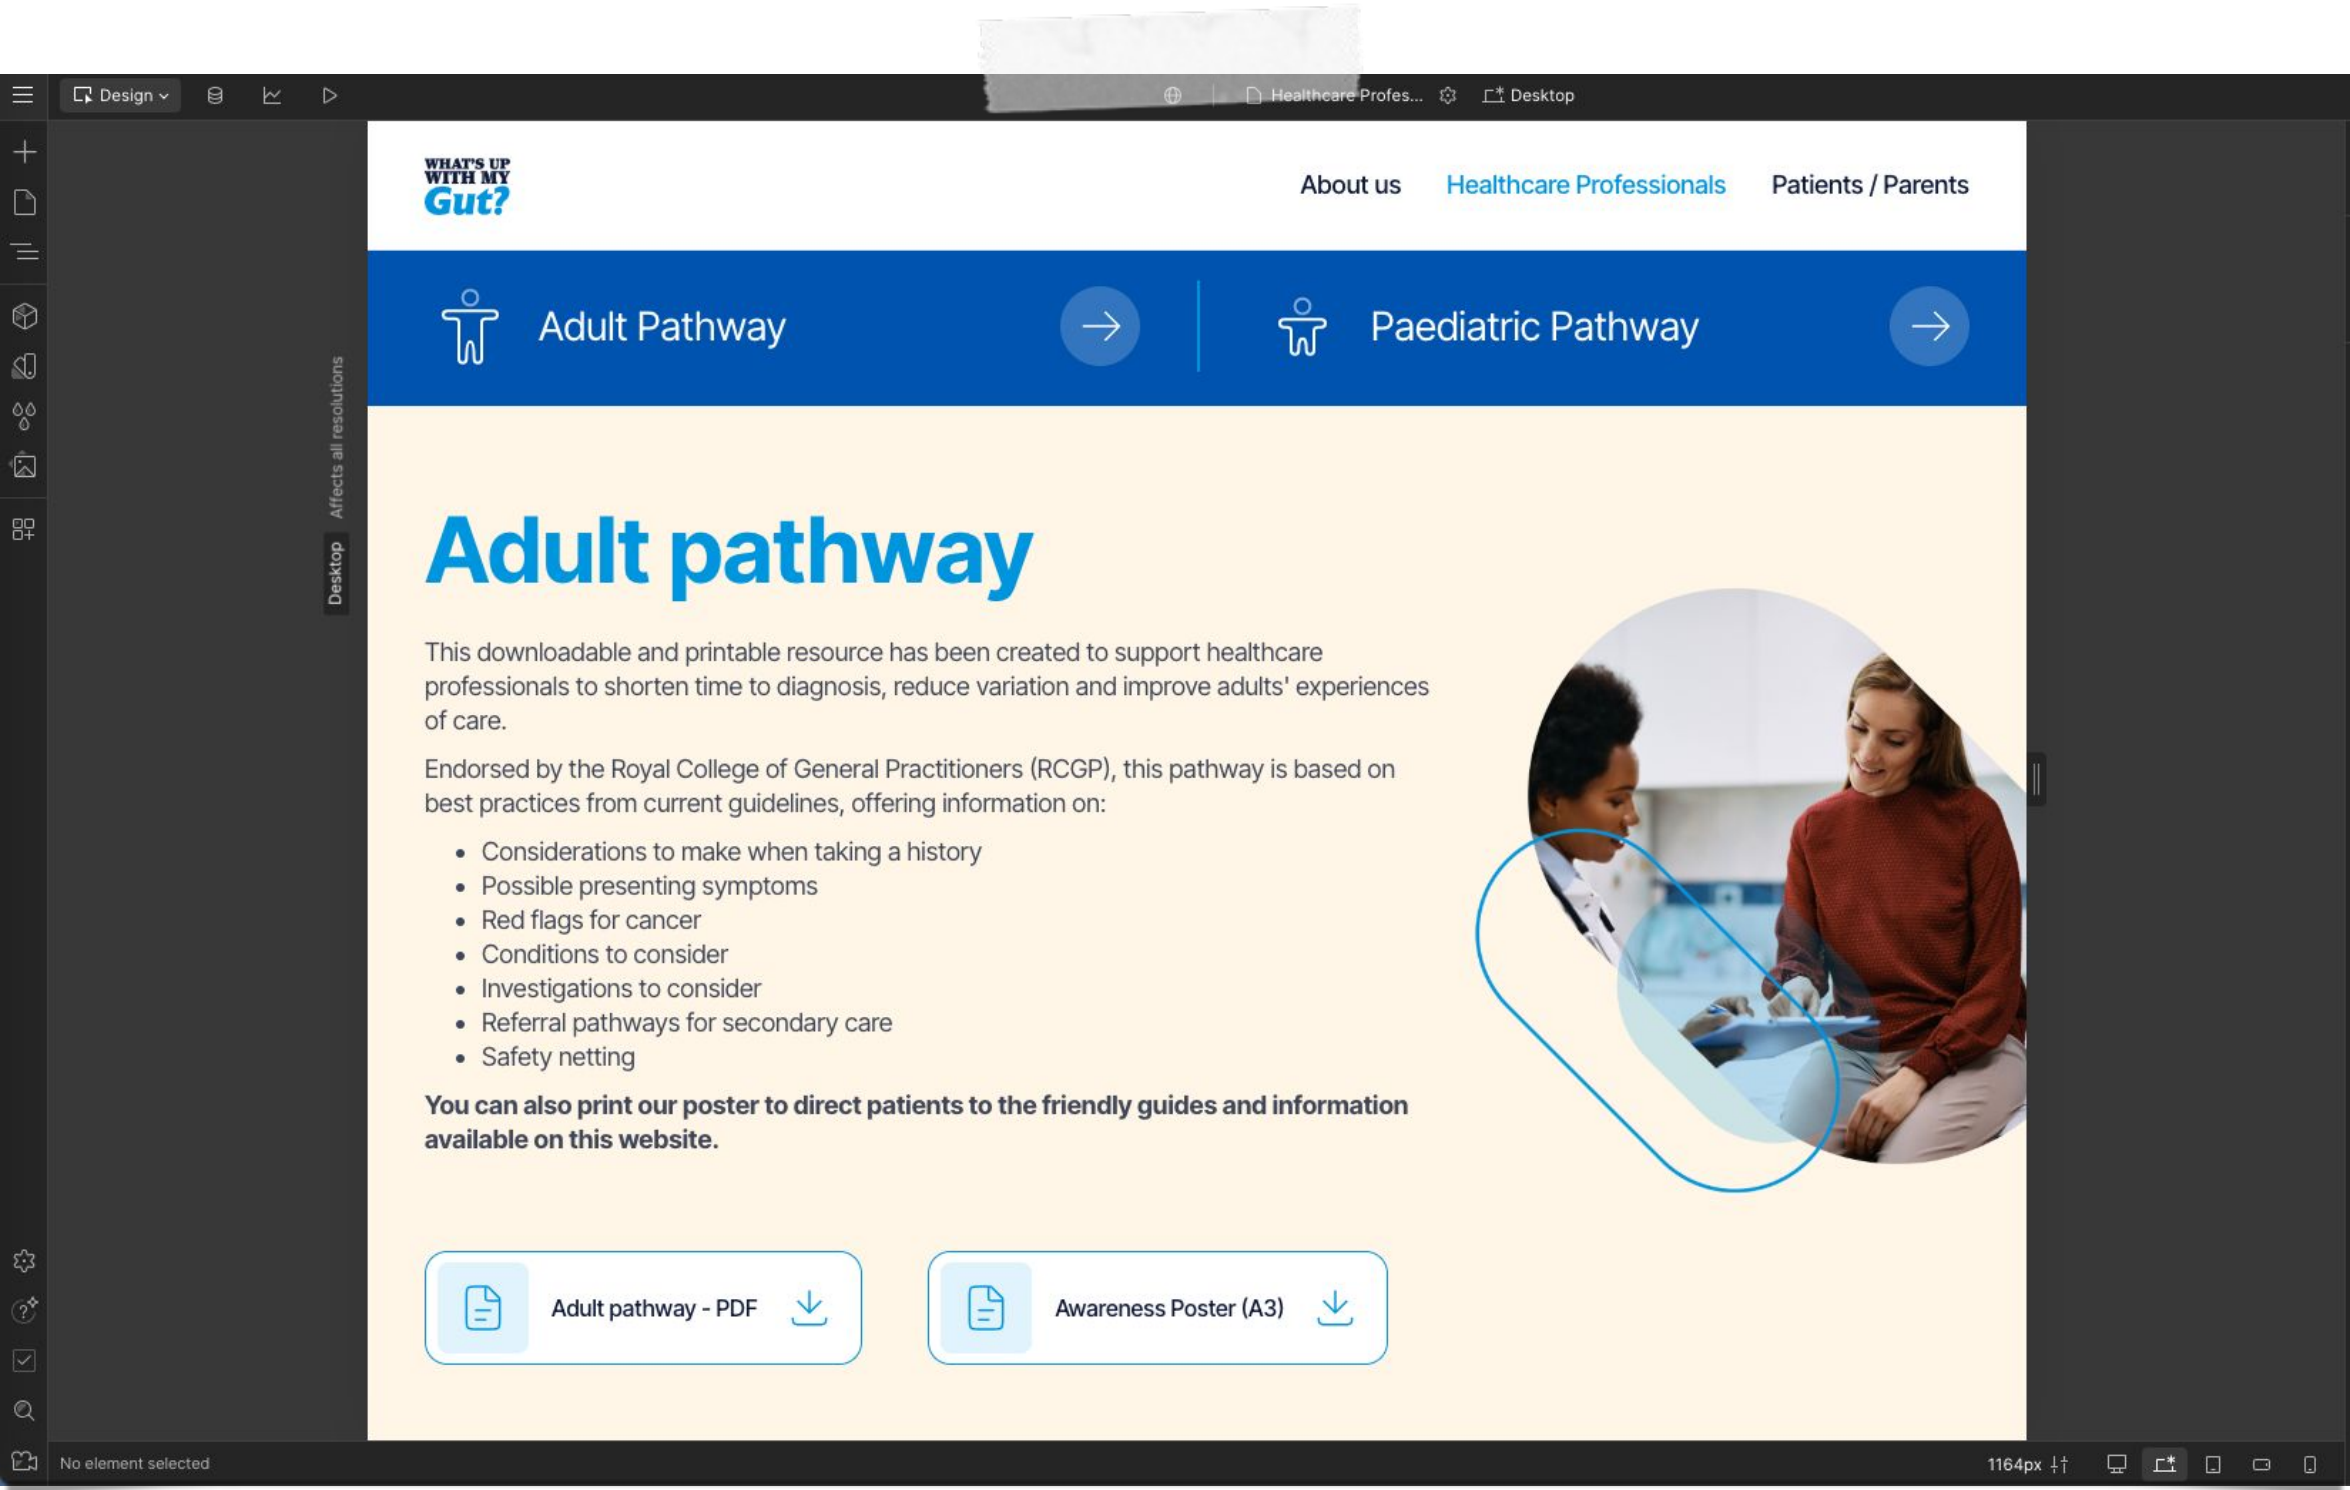 Design
Healthcare Profes...
Desktop
WHAT'S UP
WITH MY
Gut?
About us
Healthcare Professionals
Patients / Parents
Adult Pathway
Paediatric Pathway
Affects all resolutions
Desktop
Adult pathway
This downloadable and printable resource has been created to support healthcare
professionals to shorten time to diagnosis, reduce variation and improve adults' experiences
of care.
Endorsed by the Royal College of General Practitioners (RCGP), this pathway is based on
best practices from current guidelines, offering information on:
• Considerations to make when taking a history
• Possible presenting symptoms
• Red flags for cancer
• Conditions to consider
• Investigations to consider
• Referral pathways for secondary care
• Safety netting
You can also print our poster to direct patients to the friendly guides and information
available on this website.
Adult pathway - PDF
Awareness Poster (A3)
No element selected
1164px